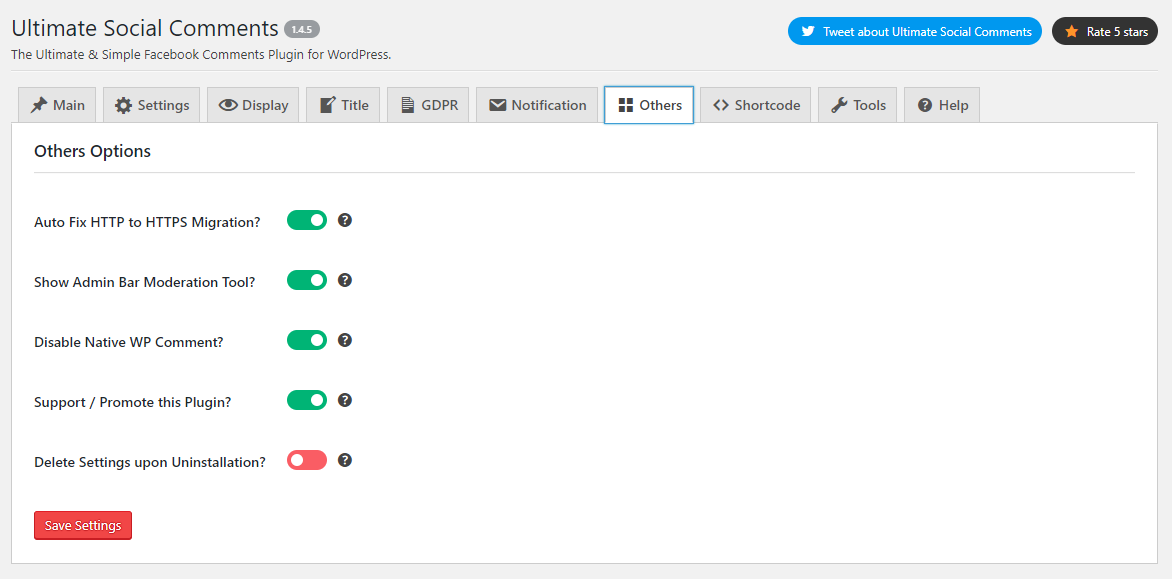 Ultimate Social Comments 1.4.5
Tweet about Ultimate Social Comments Rate 5 stars
The Ultimate & Simple Facebook Comments Plugin for WordPress.
Main Settings Display Title GDPR Notification Others Shortcode Tools Help
Others Options
Auto Fix HTTP to HTTPS Migration? ?
Show Admin Bar Moderation Tool? ?
Disable Native WP Comment? ?
Support / Promote this Plugin? ?
Delete Settings upon Uninstallation? ?
Save Settings